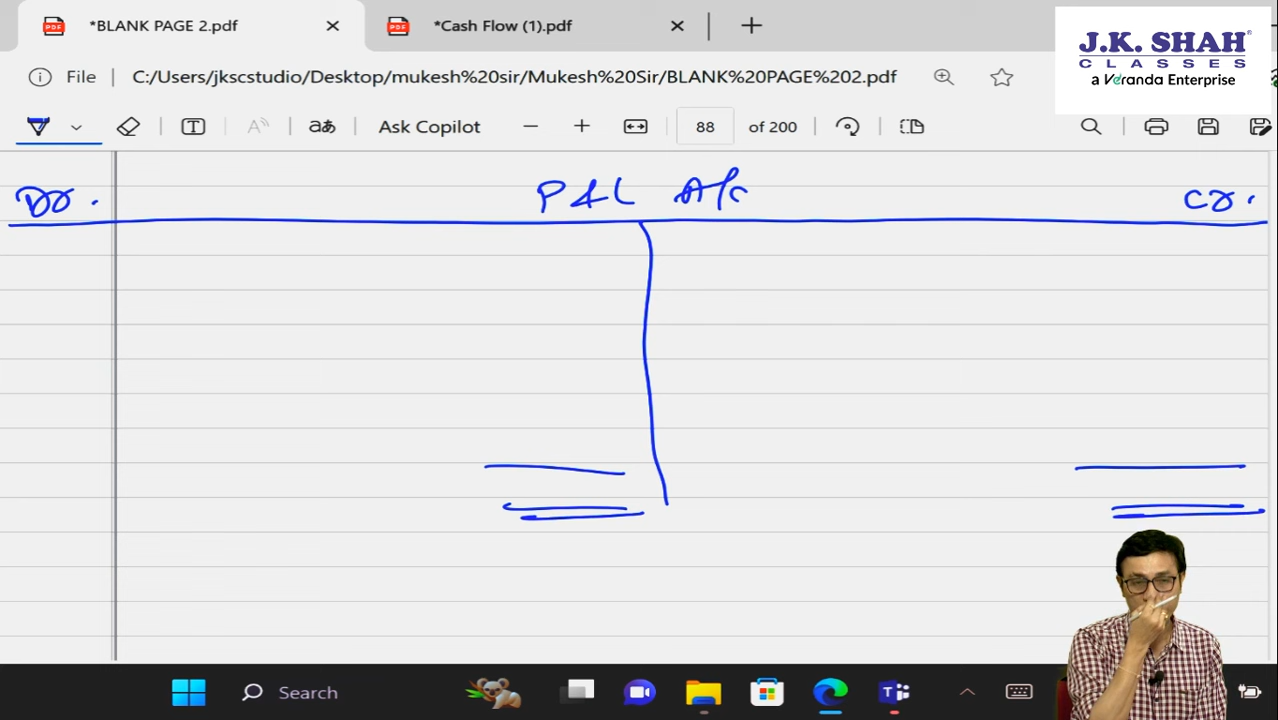 *BLANK PAGE 2.pdf
*Cash Flow (1).pdf
J.K. SHAH
CLASSES
a Veranda Enterprise
File
C:/Users/jkscstudio/Desktop/mukesh%20sir/Mukesh%20Sir/BLANK%20PAGE%202.pdf
Ask Copilot
88 of 200
Dr. P&L A/c Cr.
Search